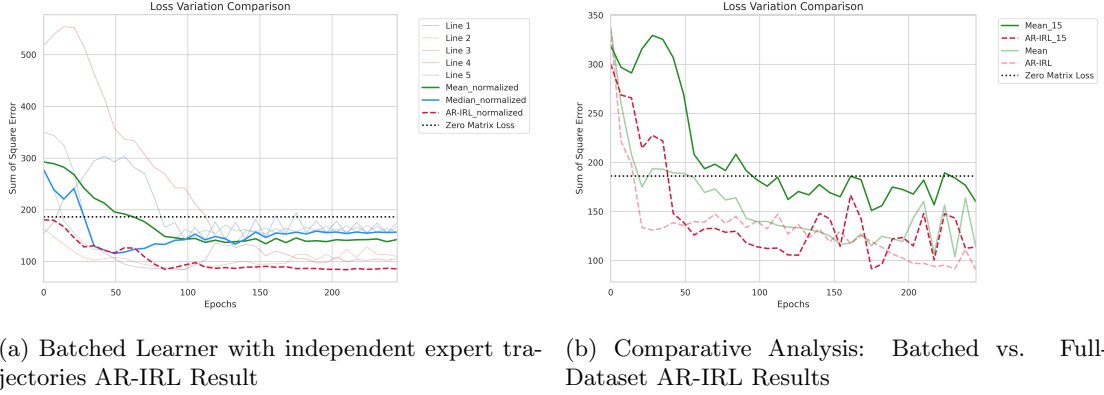 Loss Variation Comparison
500
400
300
200
100
Sum of Square Error
0
50
100
150
200
Epochs
Line 1
Line 2
Line 3
Line 4
Line 5
Mean_normalized
Median_normalized
AR-IRL_normalized
Zero Matrix Loss
Loss Variation Comparison
350
300
250
200
150
100
Sum of Square Error
0
50
100
150
200
Epochs
Mean_15
AR-IRL_15
Mean
AR-IRL
Zero Matrix Loss
(a) Batched Learner with independent expert tra-
jectories AR-IRL Result
(b) Comparative Analysis: Batched vs. Full-
Dataset AR-IRL Results